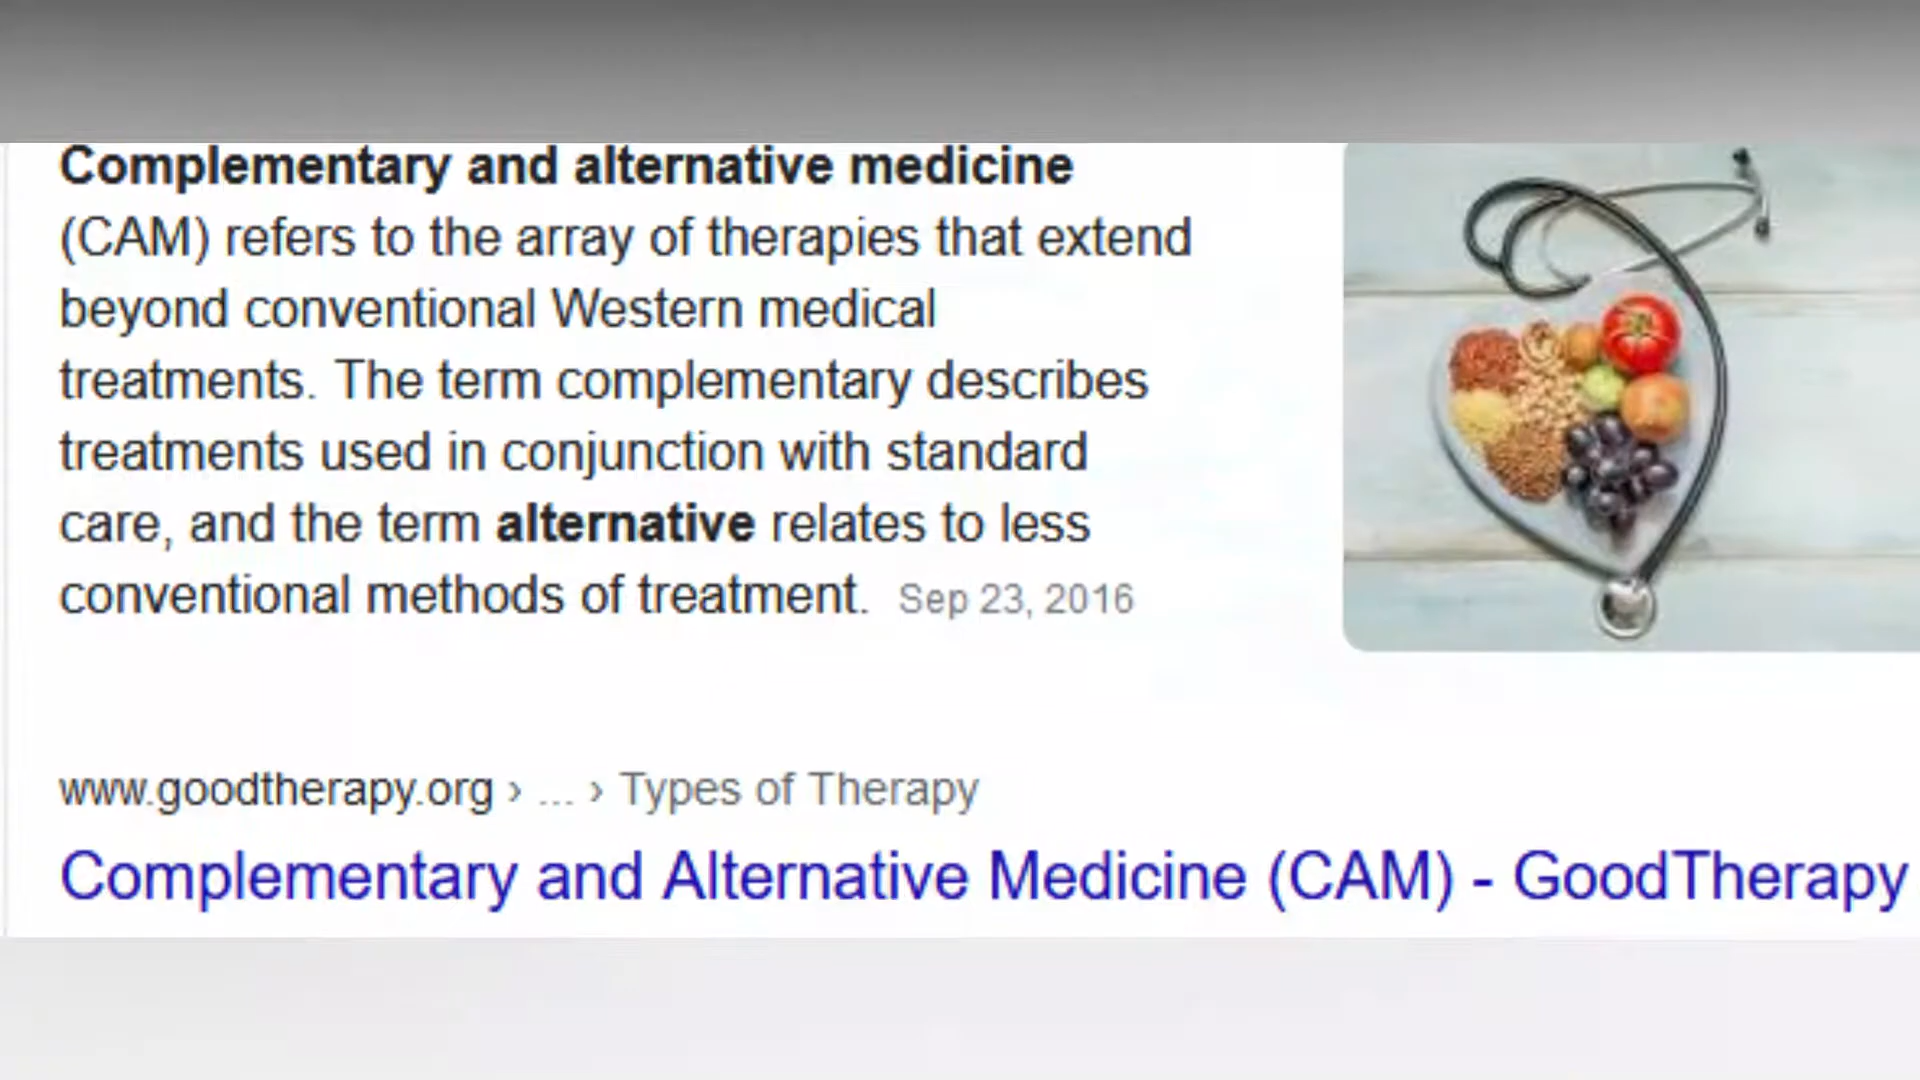 Complementary and alternative medicine
(CAM) refers to the array of therapies that extend
beyond conventional Western medical
treatments. The term complementary describes
treatments used in conjunction with standard
care, and the term alternative relates to less
conventional methods of treatment. Sep 23, 2016
www.goodtherapy.org › ... › Types of Therapy
Complementary and Alternative Medicine (CAM) - GoodTherapy